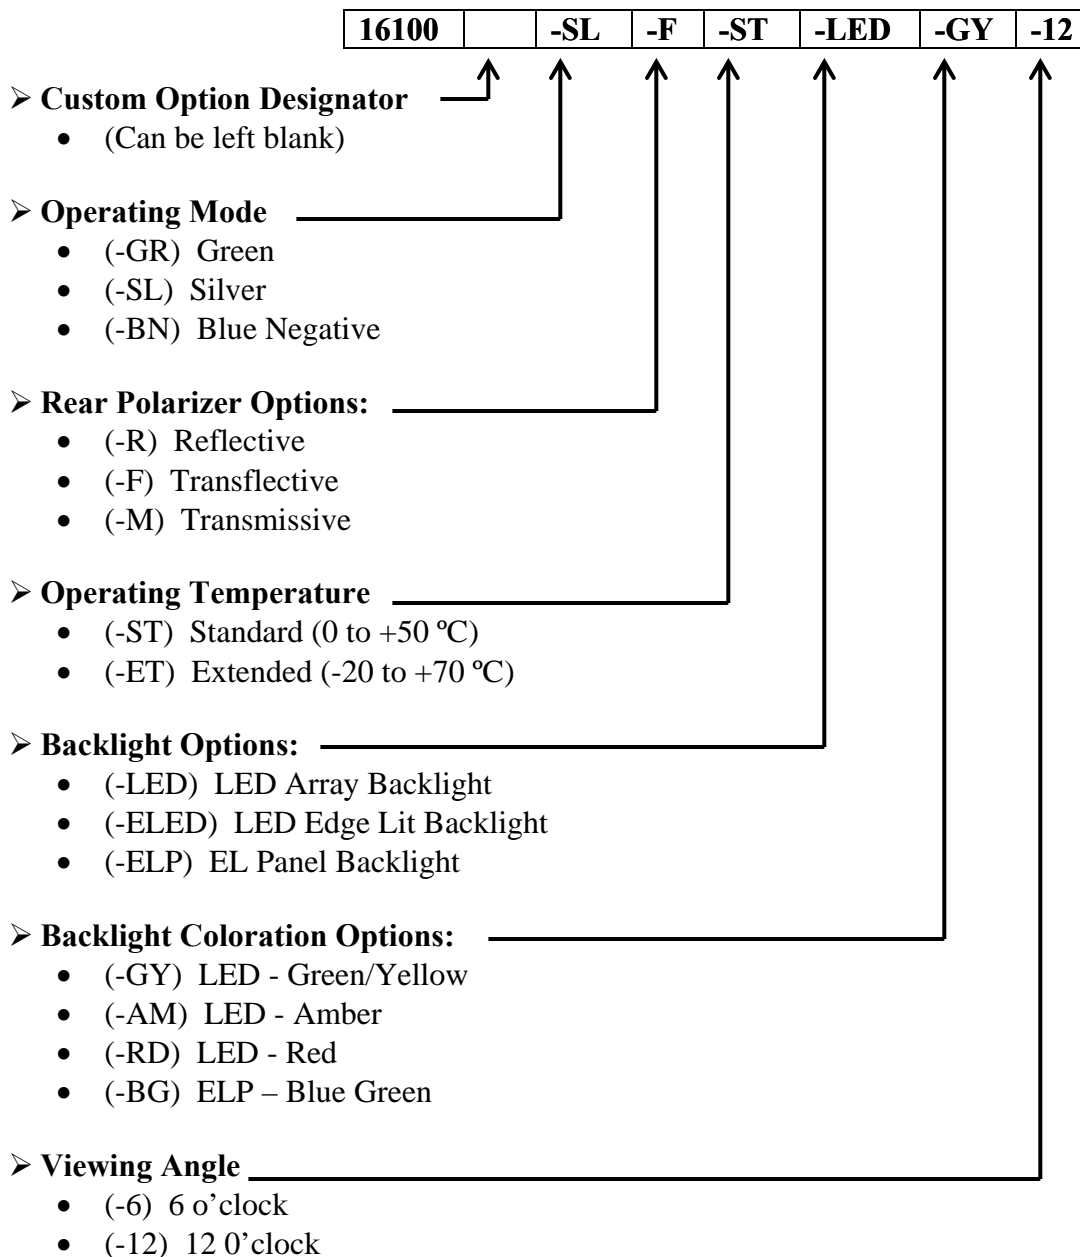 16100 -SL -F -ST -LED -GY -12
➢ Custom Option Designator
• (Can be left blank)
➢ Operating Mode
• (-GR) Green
• (-SL) Silver
• (-BN) Blue Negative
➢ Rear Polarizer Options:
• (-R) Reflective
• (-F) Transflective
• (-M) Transmissive
➢ Operating Temperature
• (-ST) Standard (0 to +50 ºC)
• (-ET) Extended (-20 to +70 ºC)
➢ Backlight Options:
• (-LED) LED Array Backlight
• (-ELED) LED Edge Lit Backlight
• (-ELP) EL Panel Backlight
➢ Backlight Coloration Options:
• (-GY) LED - Green/Yellow
• (-AM) LED - Amber
• (-RD) LED - Red
• (-BG) ELP – Blue Green
➢ Viewing Angle
• (-6) 6 o’clock
• (-12) 12 0’clock